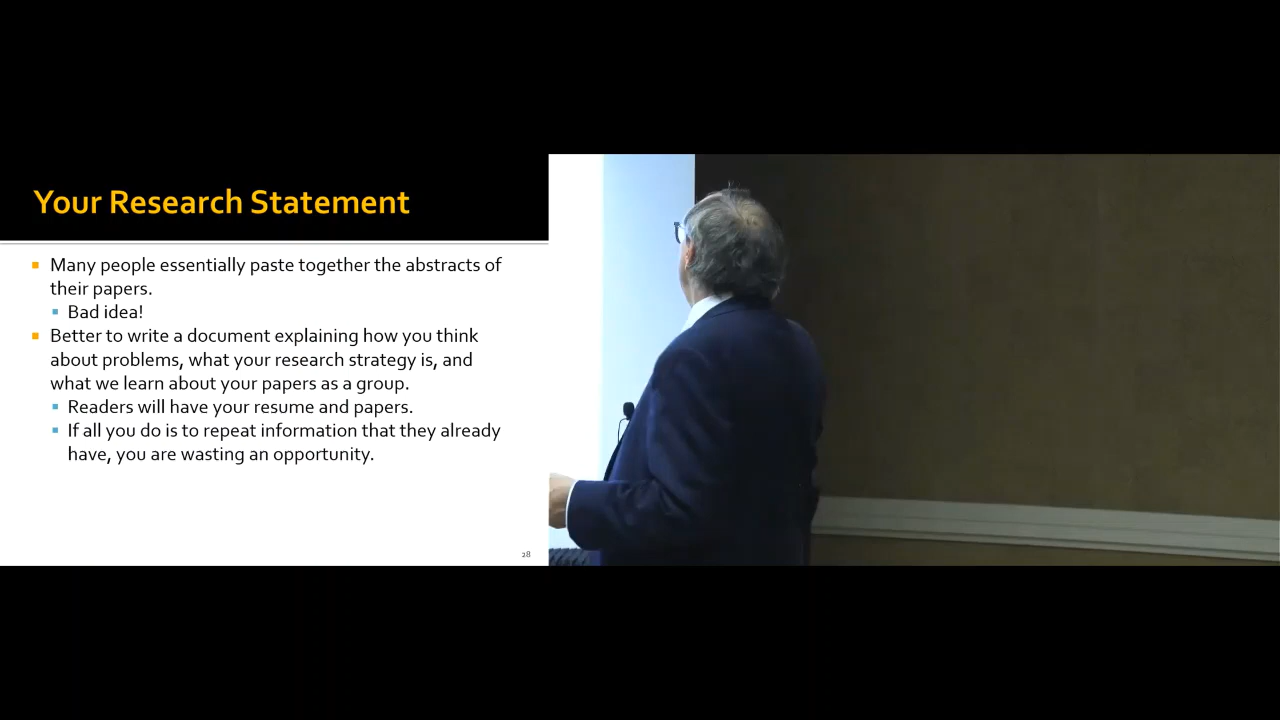 Your Research Statement
Many people essentially paste together the abstracts of
their papers.
Bad idea!
Better to write a document explaining how you think
about problems, what your research strategy is, and
what we learn about your papers as a group.
Readers will have your resume and papers.
If all you do is to repeat information that they already
have, you are wasting an opportunity.
28